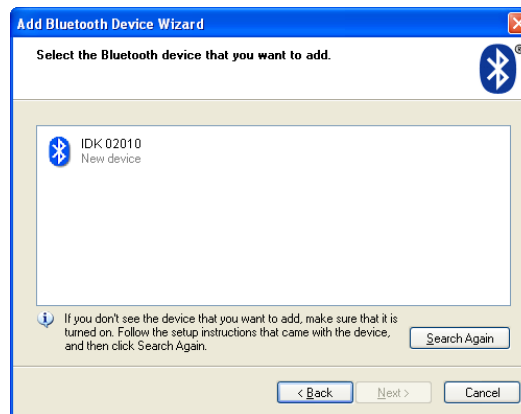 Add Bluetooth Device Wizard
Select the Bluetooth device that you want to add.
®
IDK 02010
New device
If you don't see the device that you want to add, make sure that it is
turned on. Follow the setup instructions that came with the device,
and then click Search Again.
Search Again
< Back
Next >
Cancel